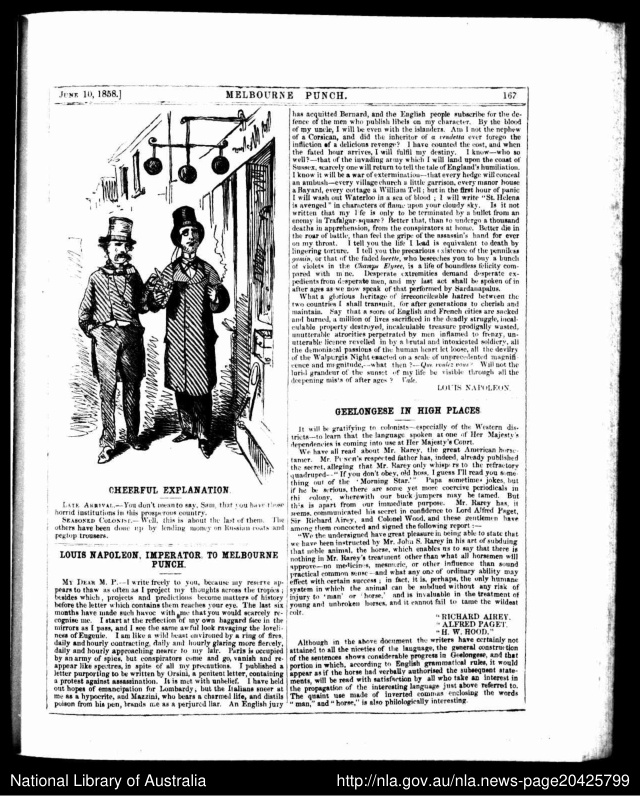 JUNE 10, 1858.]
MELBOURNE PUNCH.
167
CHEERFUL EXPLANATION.
LATE ARRIVAL.—You don't mean to say, Sam, that you have these
horrid institutions in this prosperous country.
SEASONED COLONIST.—Well, this is about the last of them. The
others have been done up by lending money on Russian coats and
pegtop trousers.
LOUIS NAPOLEON, IMPERATOR, TO MELBOURNE
PUNCH.
MY DEAR M. P.—I write freely to you, because my reserve ap-
pears to thaw as often as I project my thoughts across the tropics;
besides which, projects and predictions become matters of history
before the letter which contains them reaches your eye. The last six
months have made such havoc with me that you would scarcely re-
cognise me. I start at the reflection of my own haggard face in the
mirrors as I pass, and I see the same awful look ravaging the loveli-
ness of Eugenie. I am like a wild beast environed by a ring of fires,
daily and hourly contracting, daily and hourly glaring more fiercely,
daily and hourly approaching nearer to my lair. Paris is occupied
by an army of spies, but conspirators come and go, vanish and re-
appear like spectres, in spite of all my precautions. I published a
letter purporting to be written by Orsini, a penitent letter, containing
a protest against assassination. It is met with unbelief. I have held
out hopes of emancipation for Lombardy, but the Italians sneer at
me as a hypocrite, and Mazzini, who bears a charmed life, and distils
poison from his pen, brands me as a perjured liar. An English jury
has acquitted Bernard, and the English people subscribe for the de-
fence of the men who publish libels on my character. By the blood
of my uncle, I will be even with the islanders. Am I not the nephew
of a Corsican, and did the inheritor of a vendetta ever forego the
infliction of a delicious revenge? I have counted the cost, and when
the fated hour arrives, I will fulfil my destiny. I know—who so
well?—that of the invading army which I will land upon the coast of
Sussex, scarcely one will return to tell the tale of England's humiliation.
I know it will be a war of extermination—that every hedge will conceal
an ambush—every village church a little garrison, every manor house
a Bayard, every cottage a William Tell; but in the first hour of panic
I will wash out Waterloo in a sea of blood; I will write "St. Helena
is avenged" in characters of flame upon your cloudy sky. Is it not
written that my life is only to be terminated by a bullet from an
enemy in Trafalgar-square? Better that, than to undergo a thousand
deaths in apprehension, from the conspirators at home. Better die in
the roar of battle, than feel the gripe of the assassin's hand for ever
on my throat. I tell you the life I lead is equivalent to death by
lingering torture. I tell you the precarious existence of the penniless
gamin, or that of the faded lorette, who beseeches you to buy a bunch
of violets in the Champs Elysee, is a life of boundless felicity com-
pared with mine. Desperate extremities demand desperate ex-
pedients from desperate men, and my last act shall be spoken of in
after ages as we now speak of that performed by Sardanapalus.
What a glorious heritage of irreconcileable hatred between the
two countries I shall transmit, for after generations to cherish and
maintain. Say that a score of English and French cities are sacked
and burned, a million of lives sacrificed in the deadly struggle, incal-
culable property destroyed, incalculable treasure prodigally wasted,
unutterable atrocities perpetrated by men inflamed to frenzy, un-
utterable licence revelled in by a brutal and intoxicated soldiery, all
the demoniacal passions of the human heart let loose, all the devilry
of the Walpurgis Night enacted on a scale of unprecedented magnifi-
cence and magnitude,—what then?—Que voulez vous? Will not the
lurid grandeur of the sunset of my life be visible through all the
deepening mists of after ages? Vale.
LOUIS NAPOLEON.
GEELONGESE IN HIGH PLACES
It will be gratifying to colonists—especially of the Western dis-
tricts—to learn that the language spoken at one of Her Majesty's
dependencies is coming into use at Her Majesty's Court.
We have all read about Mr. Rarey, the great American horse-
tamer. Mr. PUNCH's respected father has, indeed, already published
the secret, alleging that Mr. Rarey only whispers to the refractory
quadruped—"If you don't obey, old hoss, I guess I'll read you some-
thing out of the 'Morning Star.'" Papa sometimes jokes, but
if he be serious, there are some yet more coercive periodicals in
this colony, wherewith our buck-jumpers may be tamed. But
this is apart from our immediate purpose. Mr. Rarey has, it
seems, communicated his secret in confidence to Lord Alfred Paget,
Sir Richard Airey, and Colonel Wood, and these gentlemen have
among them concocted and signed the following report:—
"We the undersigned have great pleasure in being able to state that
we have been instructed by Mr. John S. Rarey in his art of subduing
that noble animal, the horse, which enables us to say that there is
nothing in Mr. Rarey's treatment other than what all horsemen will
approve—no medicines, mesmeric, or other influence than sound
practical common sense—and what any one of ordinary ability may
effect with certain success; in fact, it is, perhaps, the only humane
system in which the animal can be subdued without any risk of
injury to 'man' or 'horse,' and is invaluable in the treatment of
young and unbroken horses, and it cannot fail to tame the wildest
colt.
"RICHARD AIREY.
"ALFRED PAGET.
"H. W. HOOD."
Although in the above document the writers have certainly not
attained to all the niceties of the language, the general construction
of the sentences shows considerable progress in Geelongese, and that
portion in which, according to English grammatical rules, it would
appear as if the horse had verbally authorised the subsequent state-
ments, will be read with satisfaction by all who take an interest in
the propagation of the interesting language just above referred to.
The quaint use made of inverted commas enclosing the words
"man," and "horse," is also philologically interesting.
National Library of Australia
http://nla.gov.au/nla.news-page20425799